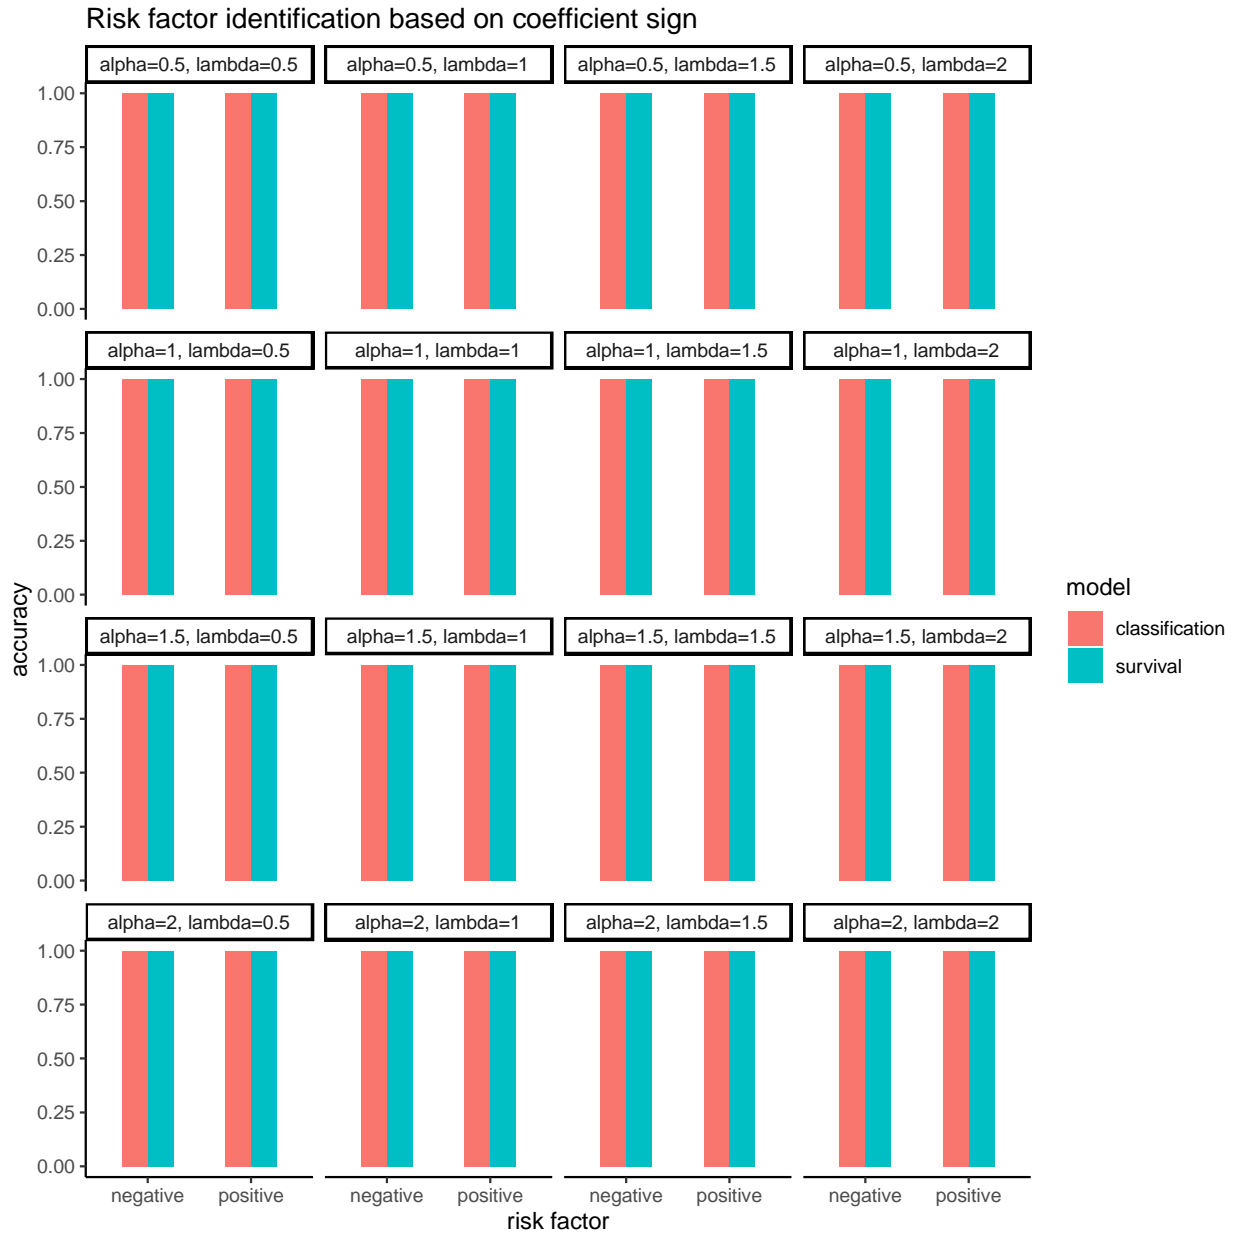 Risk factor identification based on coefficient sign
alpha=0.5, lambda=0.5 alpha=0.5, lambda=1 alpha=0.5, lambda=1.5 alpha=0.5, lambda=2
1.00
0.75
0.50
0.25
0.00
alpha=1, lambda=0.5 alpha=1, lambda=1 alpha=1, lambda=1.5 alpha=1, lambda=2
1.00
0.75
0.50
0.25
0.00
alpha=1.5, lambda=0.5 alpha=1.5, lambda=1 alpha=1.5, lambda=1.5 alpha=1.5, lambda=2
1.00
0.75
0.50
0.25
0.00
alpha=2, lambda=0.5 alpha=2, lambda=1 alpha=2, lambda=1.5 alpha=2, lambda=2
1.00
0.75
0.50
0.25
0.00
negative positive negative positive negative positive negative positive
risk factor
accuracy
model
classification
survival